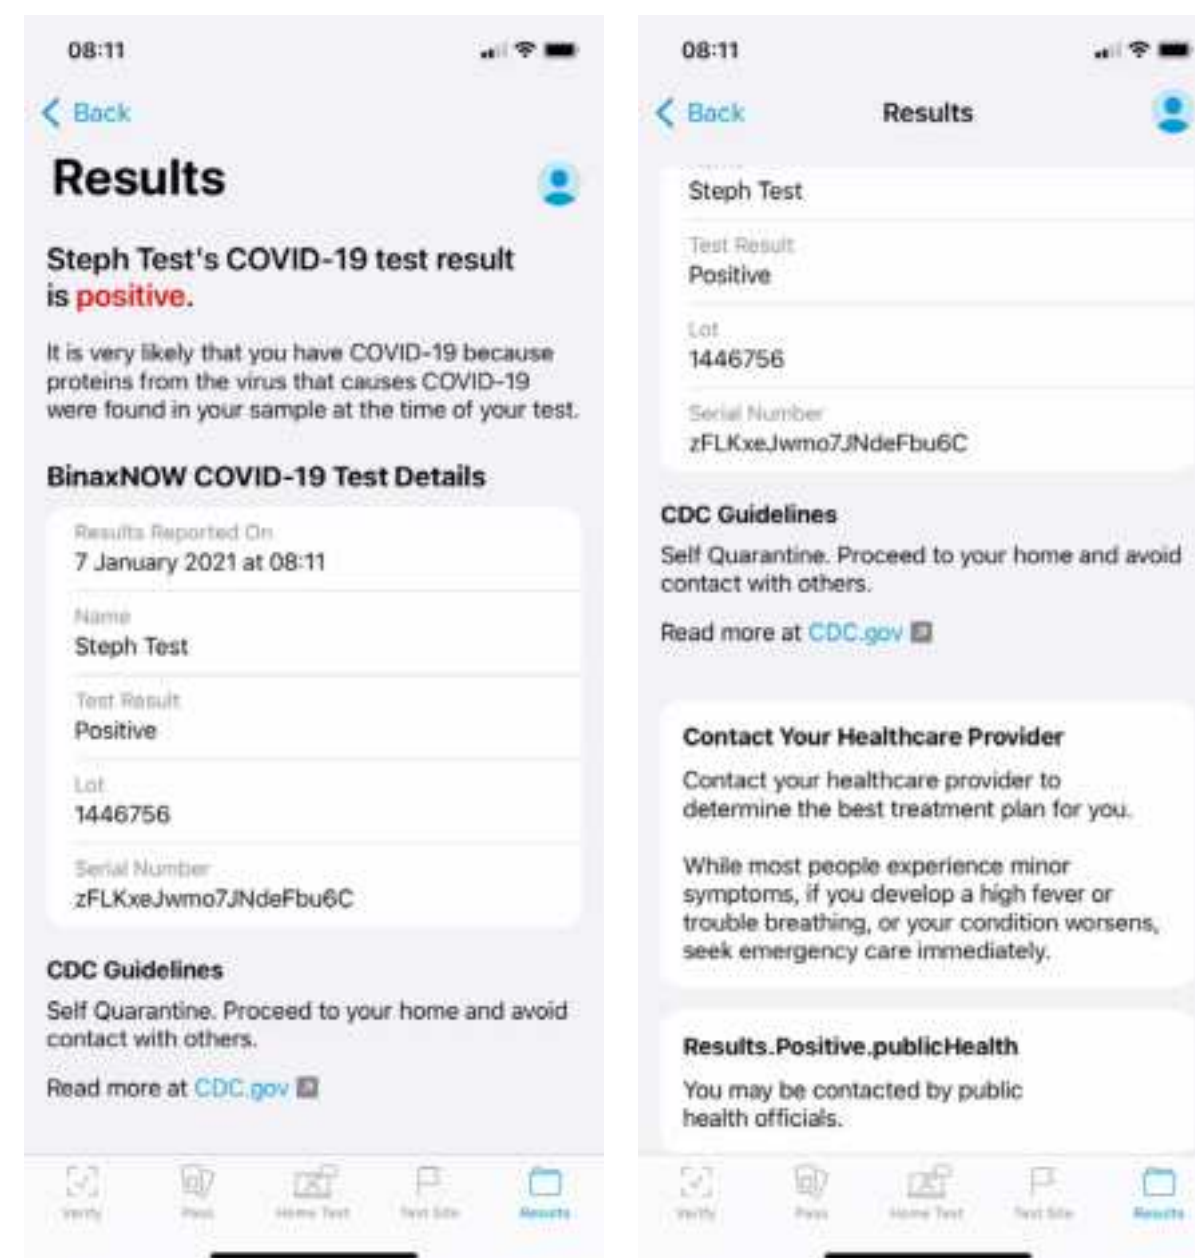 08:11
Back
Results
Steph Test's COVID-19 test result
is positive.
It is very likely that you have COVID-19 because
proteins from the virus that causes COVID-19
were found in your sample at the time of your test.
BinaxNOW COVID-19 Test Details
Results Reported On
7 January 2021 at 08:11
Name
Steph Test
Test Result
Positive
Lot
1446756
Serial Number
zFLKxeJwmo7JNdeFbu6C
CDC Guidelines
Self Quarantine. Proceed to your home and avoid
contact with others.
Read more at CDC.gov
Verify Pass Home Test Test Site Results
08:11
Back Results
Steph Test
Test Result
Positive
Lot
1446756
Serial Number
zFLKxeJwmo7JNdeFbu6C
CDC Guidelines
Self Quarantine. Proceed to your home and avoid
contact with others.
Read more at CDC.gov
Contact Your Healthcare Provider
Contact your healthcare provider to
determine the best treatment plan for you.
While most people experience minor
symptoms, if you develop a high fever or
trouble breathing, or your condition worsens,
seek emergency care immediately.
Results.Positive.publicHealth
You may be contacted by public
health officials.
Verify Pass Home Test Test Site Results